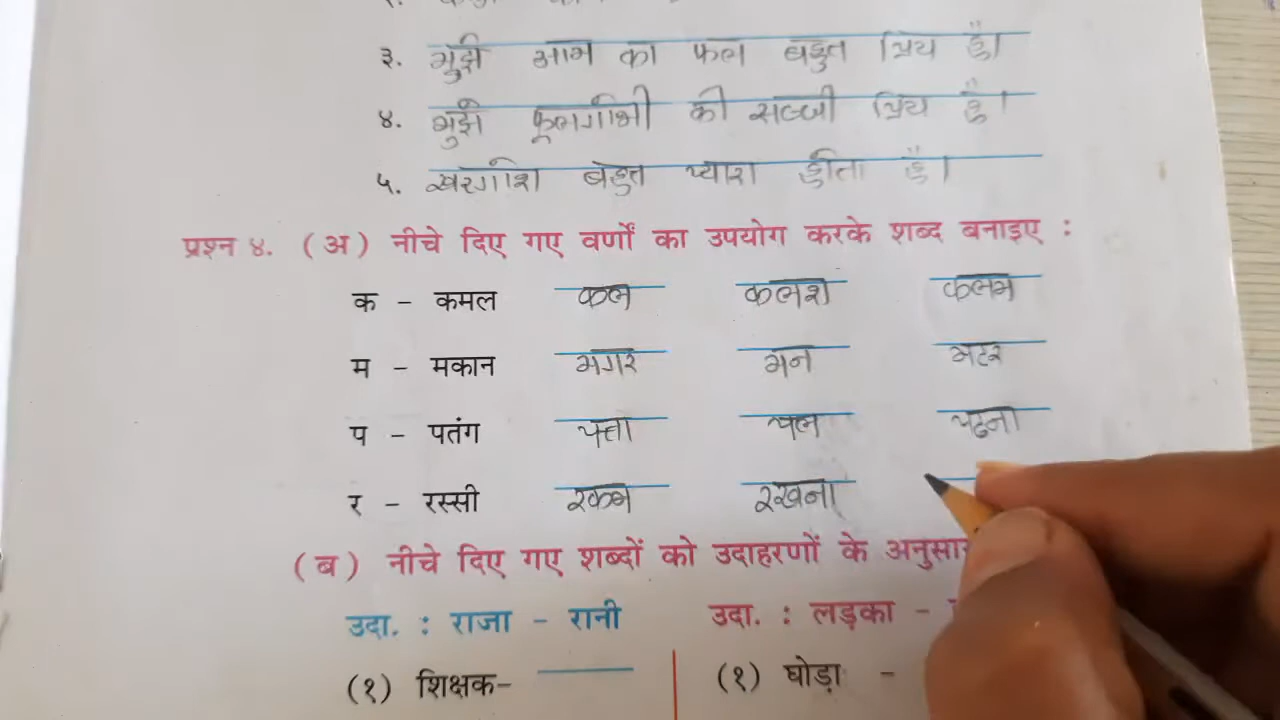 ३. मुझे आम का फल बहुत प्रिय है।
४. मुझे फूलगोभी की सब्जी प्रिय है।
५. खरगोश बहुत प्यारा होता है।
प्रश्न ४. (अ) नीचे दिए गए वर्णों का उपयोग करके शब्द बनाइए :
क - कमल कल कलश कलम
म - मकान मगर मन मटर
प - पतंग पत्ता पल पढना
र - रस्सी रकम रखना
(ब) नीचे दिए गए शब्दों को उदाहरणों के अनुसार
उदा. : राजा - रानी उदा. : लड़का -
(१) शिक्षक- (१) घोड़ा -